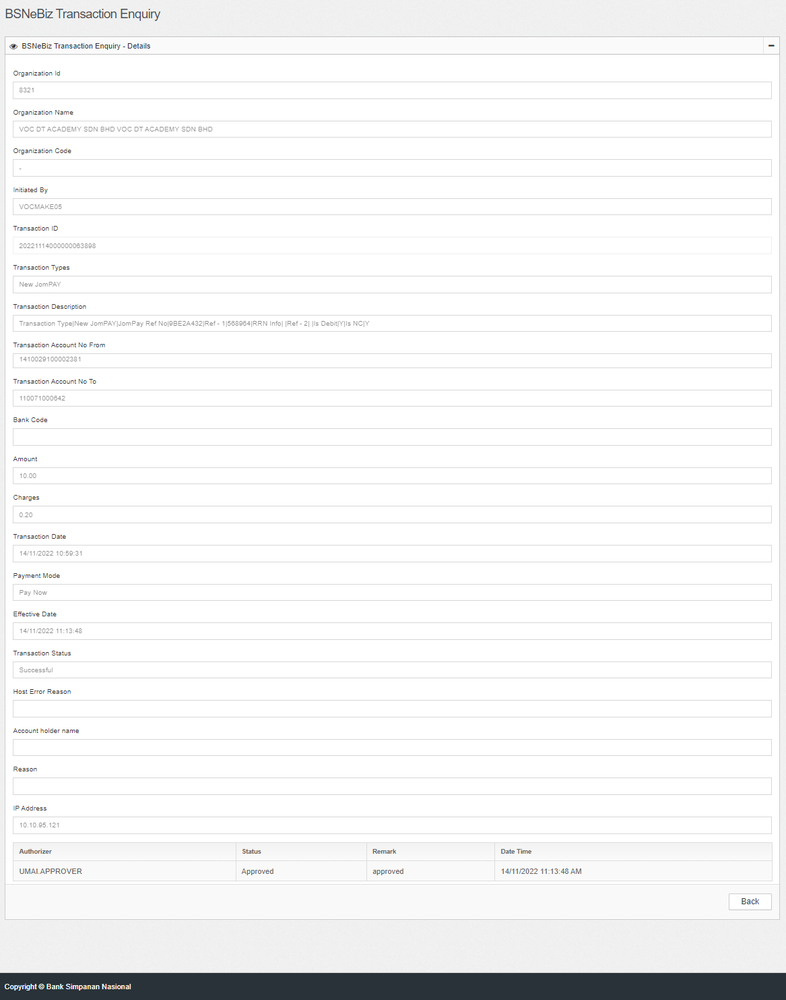 BSNeBiz Transaction Enquiry
BSNeBiz Transaction Enquiry - Details
Organization Id
8321
Organization Name
VOC DT ACADEMY SDN BHD VOC DT ACADEMY SDN BHD
Organization Code
-
Initiated By
VOCMAKE05
Transaction ID
20221114000000063898
Transaction Types
New JomPAY
Transaction Description
Transaction Type|New JomPAY|JomPay Ref No|9BE2A432|Ref - 1|568964|RRN Info| |Ref - 2| |Is Debit|Y|Is NC|Y
Transaction Account No From
1410029100002381
Transaction Account No To
110071000642
Bank Code
Amount
10.00
Charges
0.20
Transaction Date
14/11/2022 10:59:31
Payment Mode
Pay Now
Effective Date
14/11/2022 11:13:48
Transaction Status
Successful
Host Error Reason
Account holder name
Reason
IP Address
10.10.95.121
Authorizer Status Remark Date Time
UMAI.APPROVER Approved approved 14/11/2022 11:13:48 AM
Back
Copyright © Bank Simpanan Nasional